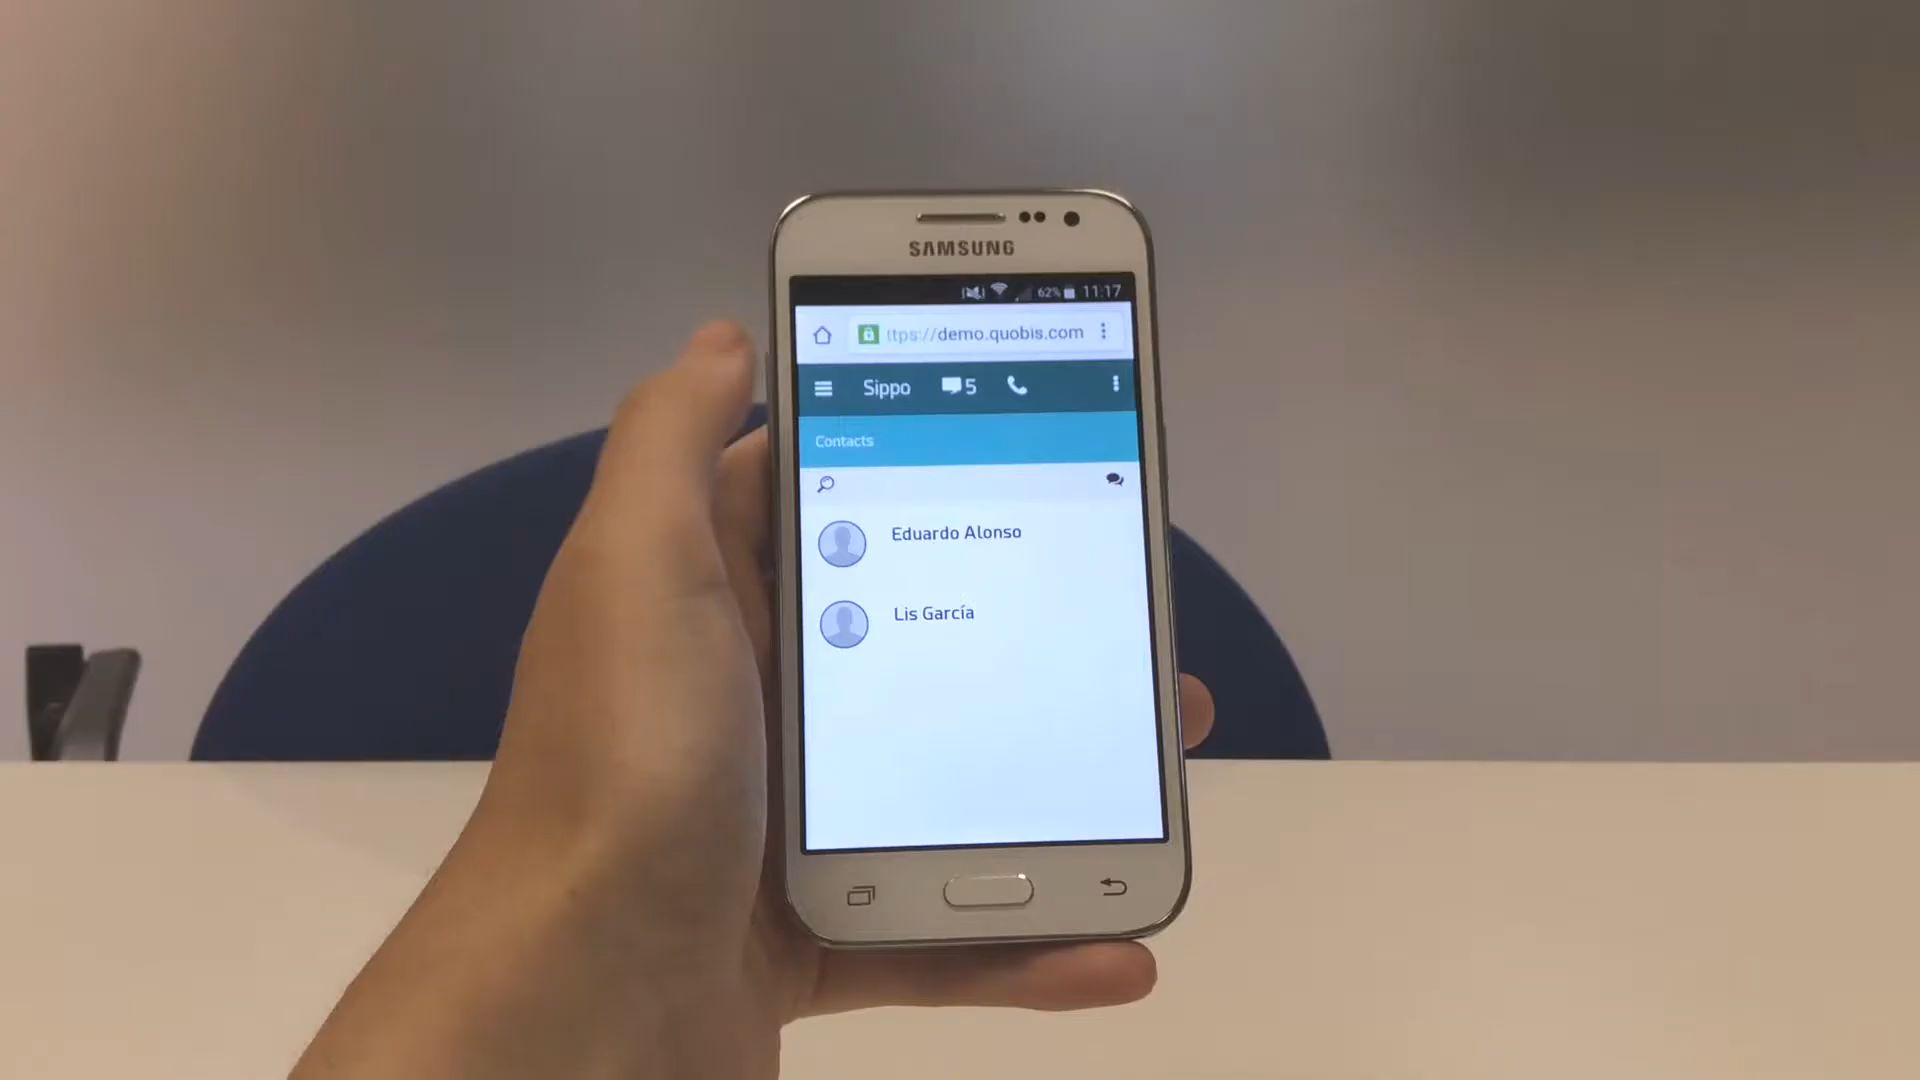 SAMSUNG
62% 11:17
ttps://demo.quobis.com
Sippo 5
Contacts
Eduardo Alonso
Lis García